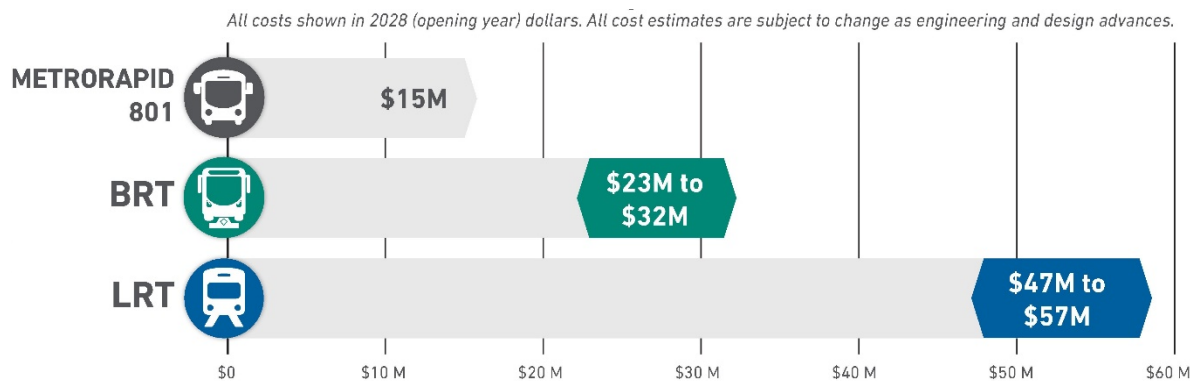 All costs shown in 2028 (opening year) dollars. All cost estimates are subject to change as engineering and design advances.
METRORAPID
801
$15M
BRT
$23M to
$32M
LRT
$47M to
$57M
$0 $10 M $20 M $30 M $40 M $50 M $60 M